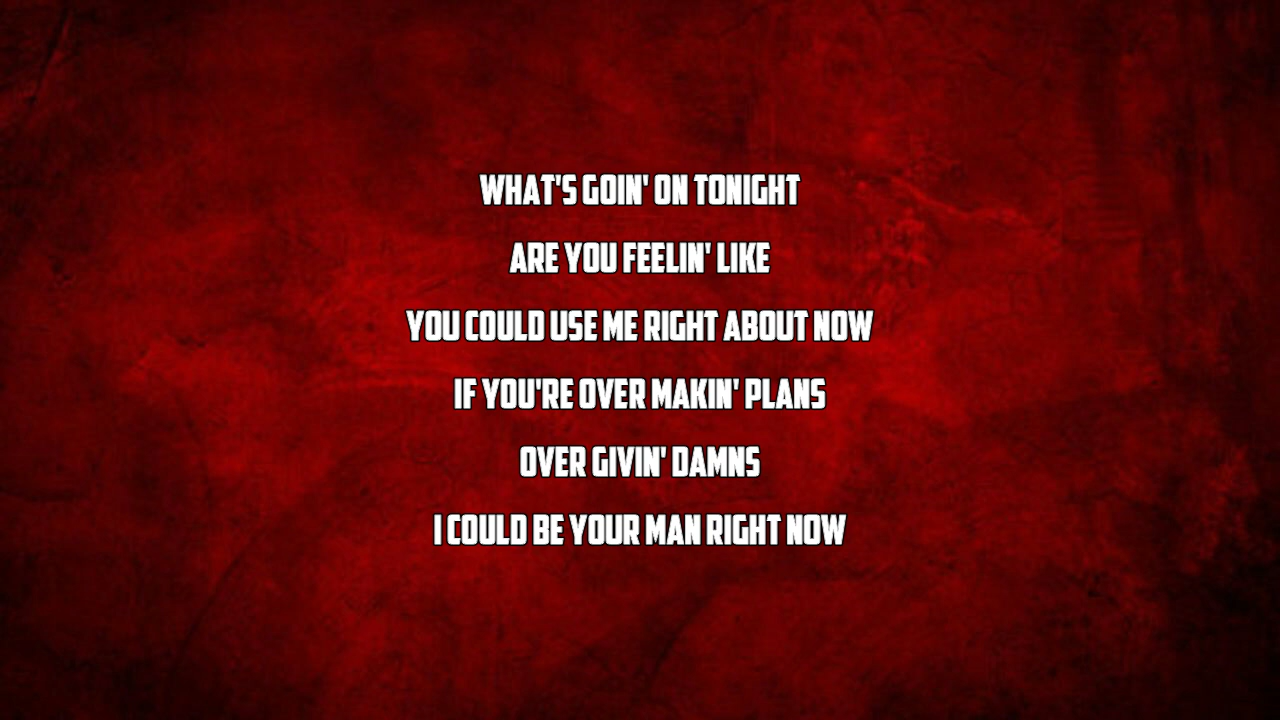 WHAT'S GOIN' ON TONIGHT
ARE YOU FEELIN' LIKE
YOU COULD USE ME RIGHT ABOUT NOW
IF YOU'RE OVER MAKIN' PLANS
OVER GIVIN' DAMNS
I COULD BE YOUR MAN RIGHT NOW